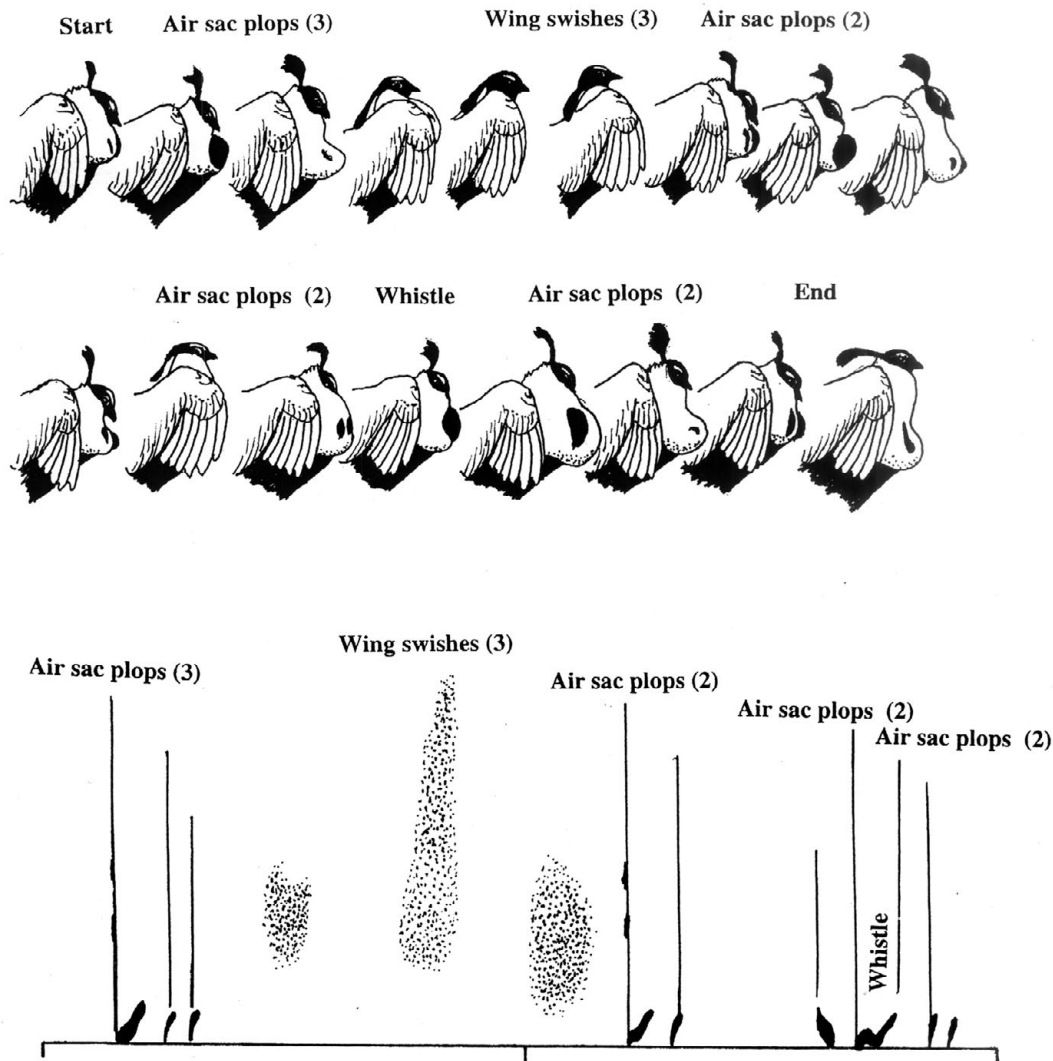 Start Air sac plops (3) Wing swishes (3) Air sac plops (2)
Air sac plops (2) Whistle Air sac plops (2) End
Wing swishes (3)
Air sac plops (3)
Air sac plops (2)
Air sac plops (2)
Air sac plops (2)
Whistle